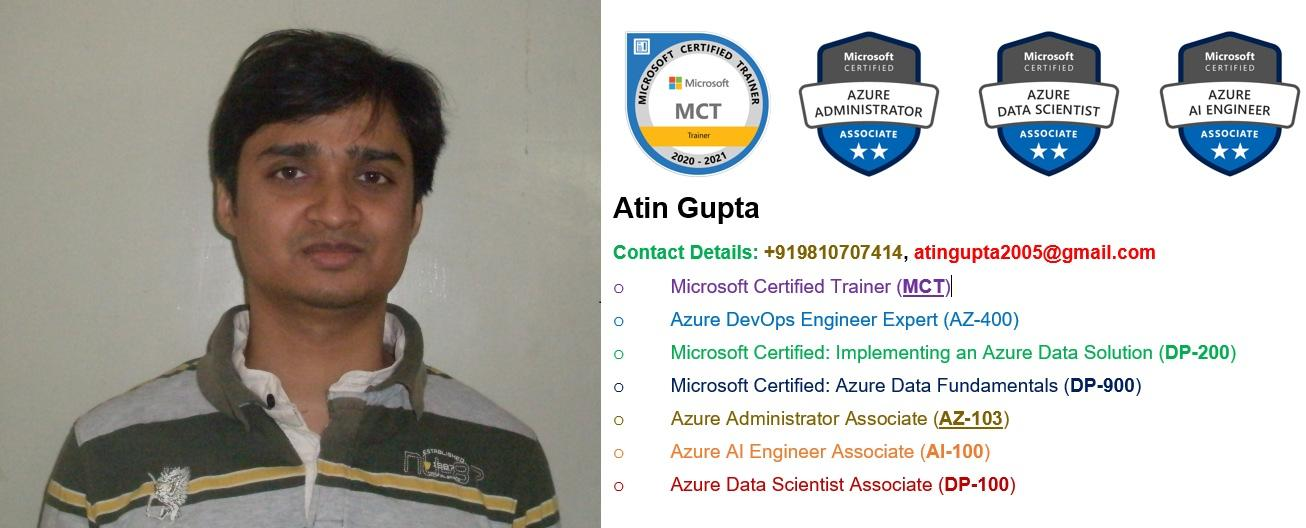 MICROSOFT CERTIFIED TRAINER
Microsoft
MCT
Trainer
2020 - 2021
Microsoft
CERTIFIED
AZURE
ADMINISTRATOR
ASSOCIATE
Microsoft
CERTIFIED
AZURE
DATA SCIENTIST
ASSOCIATE
Microsoft
CERTIFIED
AZURE
AI ENGINEER
ASSOCIATE
Atin Gupta
Contact Details: +919810707414, atingupta2005@gmail.com
o Microsoft Certified Trainer (MCT)
o Azure DevOps Engineer Expert (AZ-400)
o Microsoft Certified: Implementing an Azure Data Solution (DP-200)
o Microsoft Certified: Azure Data Fundamentals (DP-900)
o Azure Administrator Associate (AZ-103)
o Azure AI Engineer Associate (AI-100)
o Azure Data Scientist Associate (DP-100)
ESTABLISHED
1987